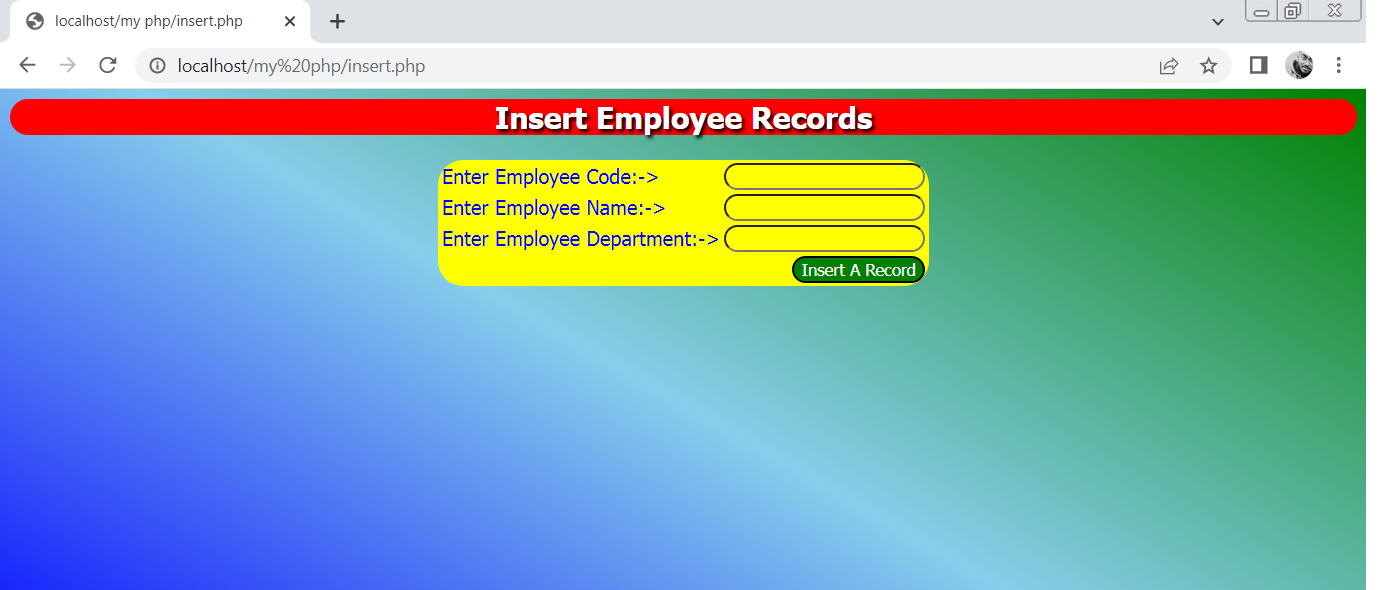 localhost/my php/insert.php
localhost/my%20php/insert.php
Insert Employee Records
Enter Employee Code:->
Enter Employee Name:->
Enter Employee Department:->
Insert A Record